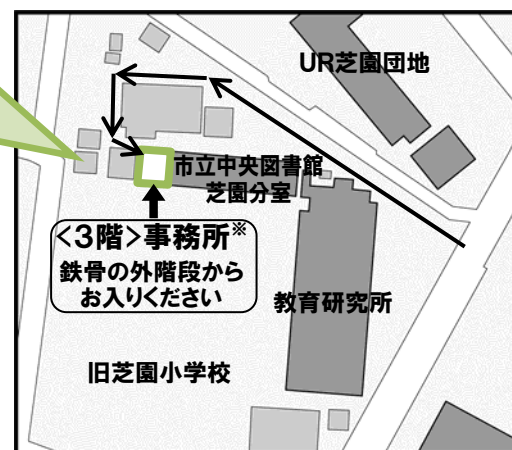 UR芝園団地
市立中央図書館
芝園分室
<3階>事務所※
鉄骨の外階段から
お入りください
教育研究所
旧芝園小学校